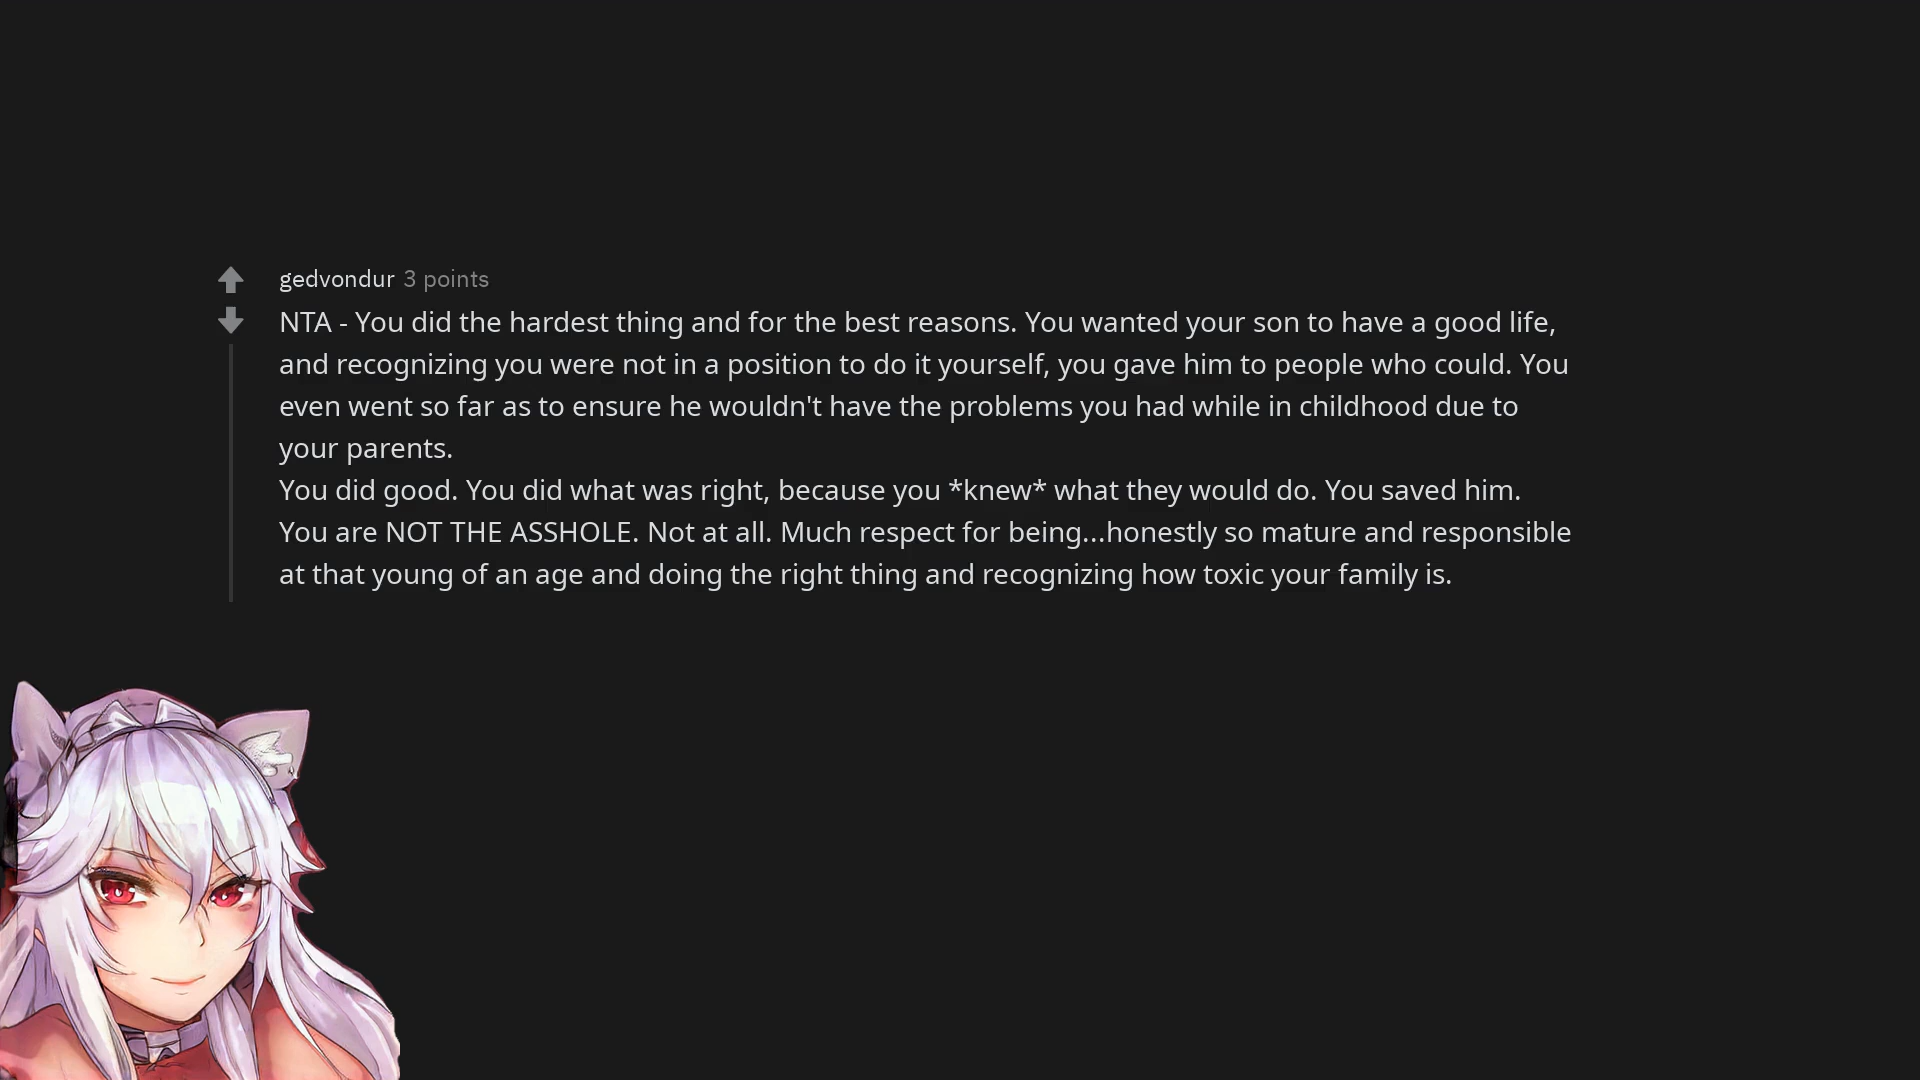 gedvondur 3 points
NTA - You did the hardest thing and for the best reasons. You wanted your son to have a good life,
and recognizing you were not in a position to do it yourself, you gave him to people who could. You
even went so far as to ensure he wouldn't have the problems you had while in childhood due to
your parents.
You did good. You did what was right, because you *knew* what they would do. You saved him.
You are NOT THE ASSHOLE. Not at all. Much respect for being...honestly so mature and responsible
at that young of an age and doing the right thing and recognizing how toxic your family is.